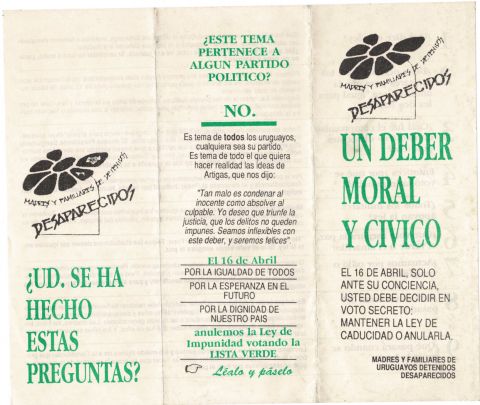 MADRES Y FAMILIARES DE DETENIDOS
DESAPARECIDOS
¿UD. SE HA
HECHO
ESTAS
PREGUNTAS?
¿ESTE TEMA
PERTENECE A
ALGUN PARTIDO
POLITICO?
NO.
Es tema de todos los uruguayos,
cualquiera sea su partido.
Es tema de todo el que quiera
hacer realidad las ideas de
Artigas, que nos dijo:
"Tan malo es condenar al
inocente como absolver al
culpable. Yo deseo que triunfe la
justicia, que los delitos no queden
impunes. Seamos inflexibles con
este deber, y seremos felices".
El 16 de Abril
POR LA IGUALDAD DE TODOS
POR LA ESPERANZA EN EL
FUTURO
POR LA DIGNIDAD DE
NUESTRO PAIS
anulemos la Ley de
Impunidad votando la
LISTA VERDE
Léalo y páselo
MADRES Y FAMILIARES DE DETENIDOS
DESAPARECIDOS
UN DEBER
MORAL
Y CIVICO
EL 16 DE ABRIL, SOLO
ANTE SU CONCIENCIA,
USTED DEBE DECIDIR EN
VOTO SECRETO:
MANTENER LA LEY DE
CADUCIDAD O ANULARLA.
MADRES Y FAMILIARES DE
URUGUAYOS DETENIDOS
DESAPARECIDOS